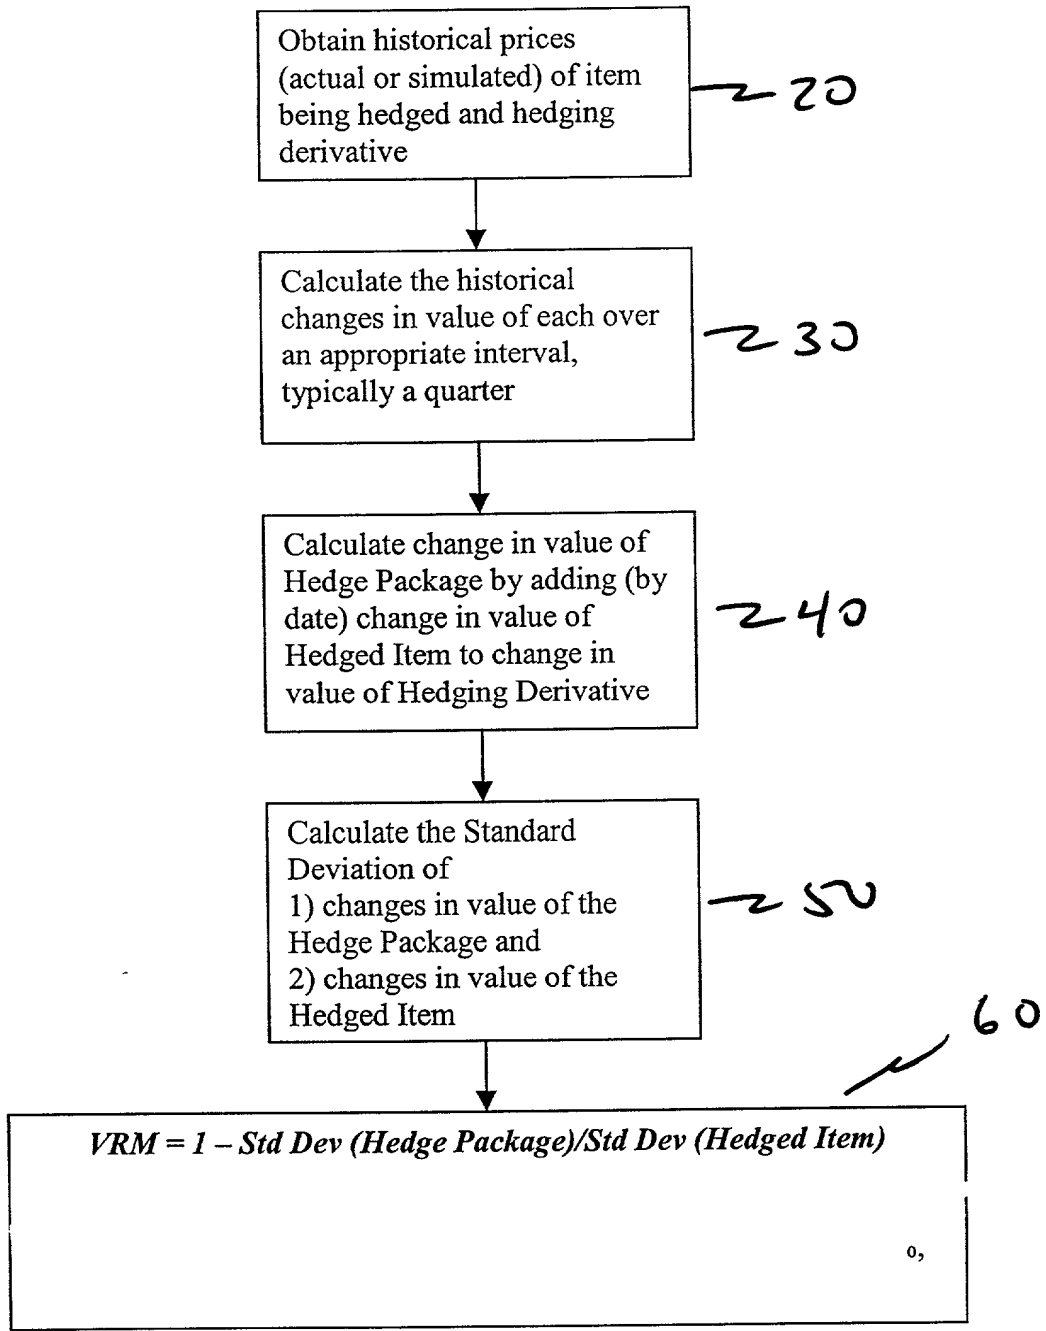 Obtain historical prices
(actual or simulated) of item
being hedged and hedging
derivative
20
Calculate the historical
changes in value of each over
an appropriate interval,
typically a quarter
30
Calculate change in value of
Hedge Package by adding (by
date) change in value of
Hedged Item to change in
value of Hedging Derivative
40
Calculate the Standard
Deviation of
1) changes in value of the
Hedge Package and
2) changes in value of the
Hedged Item
50
60
VRM = 1 – Std Dev (Hedge Package)/Std Dev (Hedged Item)
o,